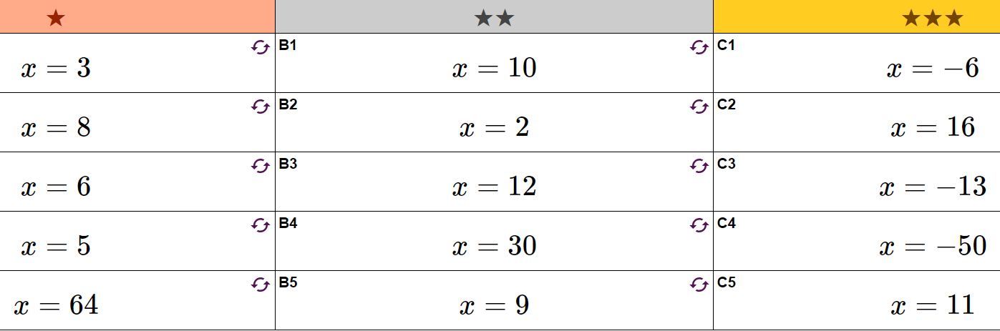 ★ ★★ ★★★
x = 3 B1 x = 10 C1 x = −6
x = 8 B2 x = 2 C2 x = 16
x = 6 B3 x = 12 C3 x = −13
x = 5 B4 x = 30 C4 x = −50
x = 64 B5 x = 9 C5 x = 11